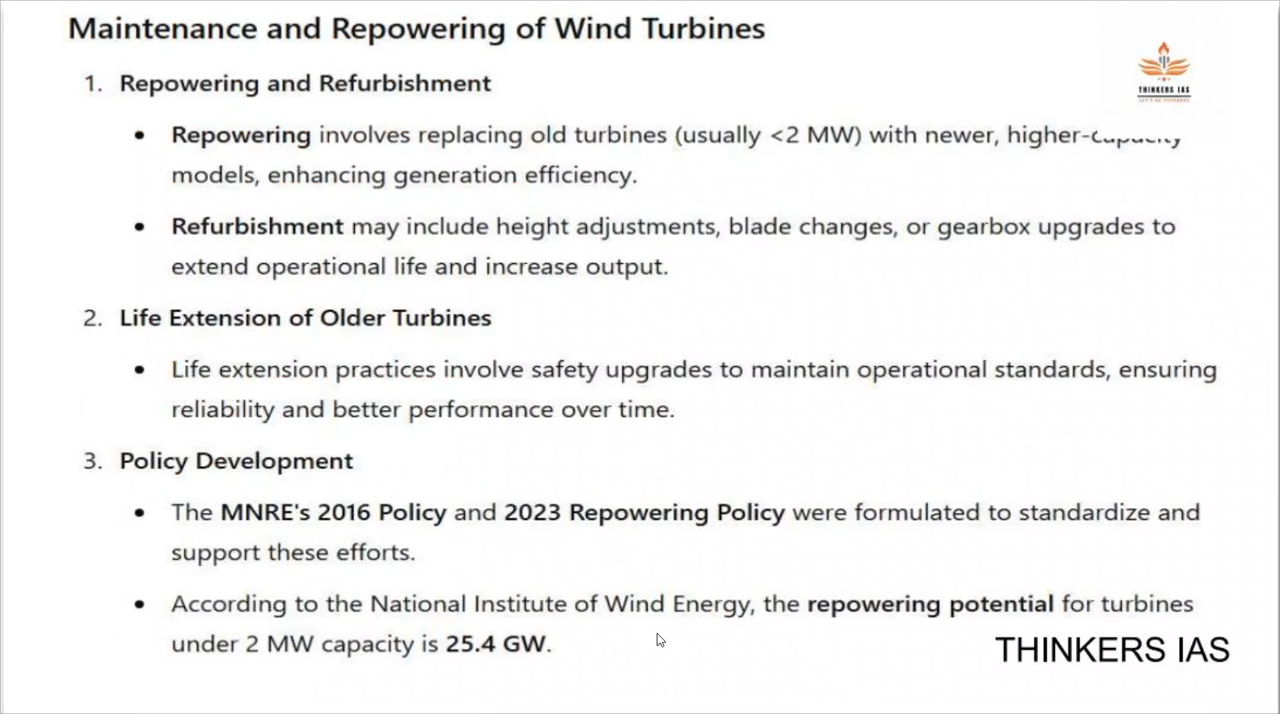 Maintenance and Repowering of Wind Turbines
THINKERS IAS
LET'S BE THINKERS
1. Repowering and Refurbishment
• Repowering involves replacing old turbines (usually <2 MW) with newer, higher-capacity
models, enhancing generation efficiency.
• Refurbishment may include height adjustments, blade changes, or gearbox upgrades to
extend operational life and increase output.
2. Life Extension of Older Turbines
• Life extension practices involve safety upgrades to maintain operational standards, ensuring
reliability and better performance over time.
3. Policy Development
• The MNRE's 2016 Policy and 2023 Repowering Policy were formulated to standardize and
support these efforts.
• According to the National Institute of Wind Energy, the repowering potential for turbines
under 2 MW capacity is 25.4 GW.
THINKERS IAS